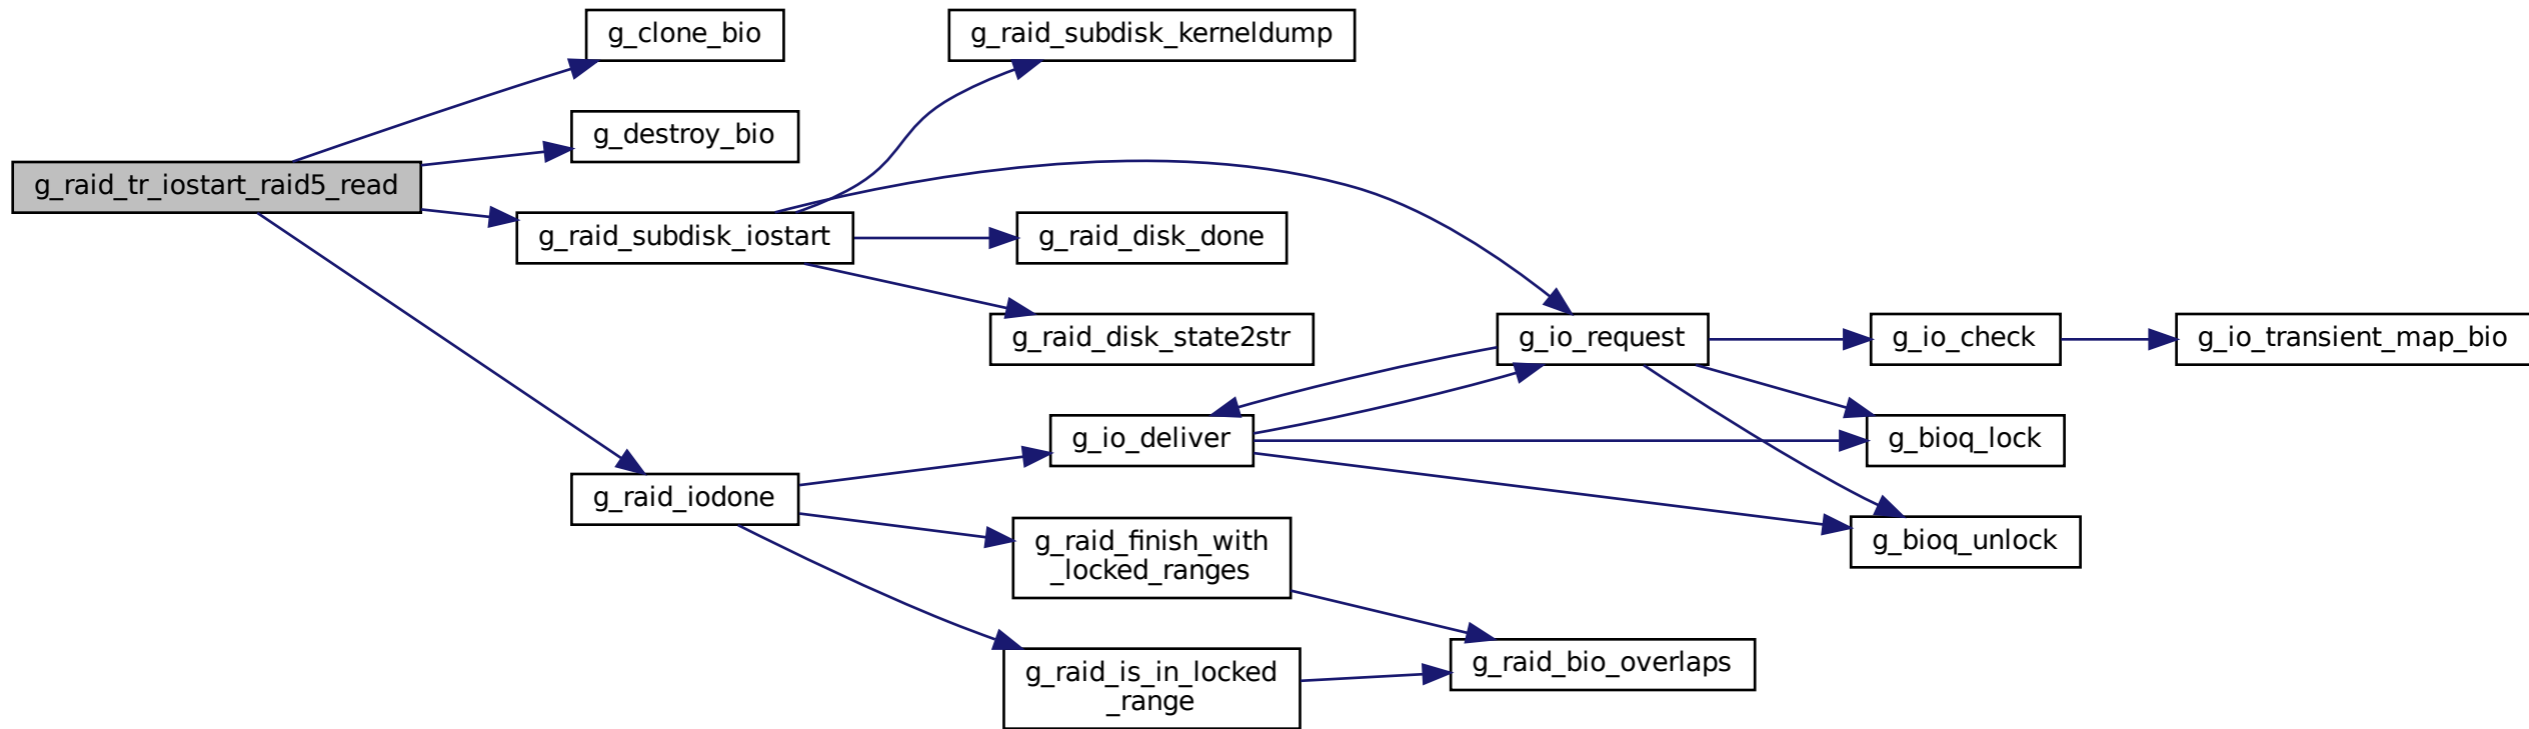 g_clone_bio
g_raid_subdisk_kerneldump
g_destroy_bio
g_raid_tr_iostart_raid5_read
g_raid_subdisk_iostart
g_raid_disk_done
g_raid_disk_state2str
g_io_request
g_io_check
g_io_transient_map_bio
g_io_deliver
g_bioq_lock
g_raid_iodone
g_raid_finish_with
_locked_ranges
g_bioq_unlock
g_raid_is_in_locked
_range
g_raid_bio_overlaps